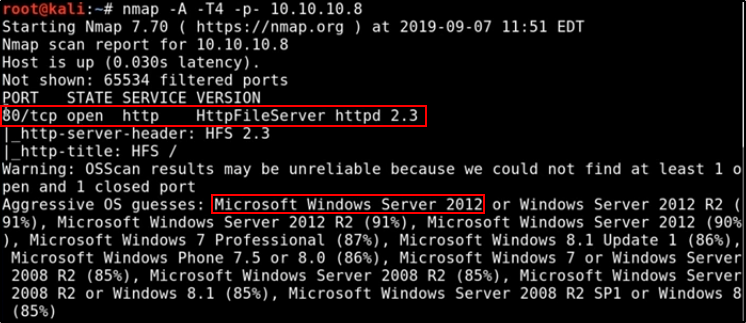 root@kali:~# nmap -A -T4 -p- 10.10.10.8
Starting Nmap 7.70 ( https://nmap.org ) at 2019-09-07 11:51 EDT
Nmap scan report for 10.10.10.8
Host is up (0.030s latency).
Not shown: 65534 filtered ports
PORT   STATE SERVICE VERSION
80/tcp open  http    HttpFileServer httpd 2.3
|_http-server-header: HFS 2.3
|_http-title: HFS /
Warning: OSScan results may be unreliable because we could not find at least 1 o
pen and 1 closed port
Aggressive OS guesses: Microsoft Windows Server 2012 or Windows Server 2012 R2 (
91%), Microsoft Windows Server 2012 R2 (91%), Microsoft Windows Server 2012 (90%
), Microsoft Windows 7 Professional (87%), Microsoft Windows 8.1 Update 1 (86%),
 Microsoft Windows Phone 7.5 or 8.0 (86%), Microsoft Windows 7 or Windows Server
2008 R2 (85%), Microsoft Windows Server 2008 R2 (85%), Microsoft Windows Server
2008 R2 or Windows 8.1 (85%), Microsoft Windows Server 2008 R2 SP1 or Windows 8
(85%)